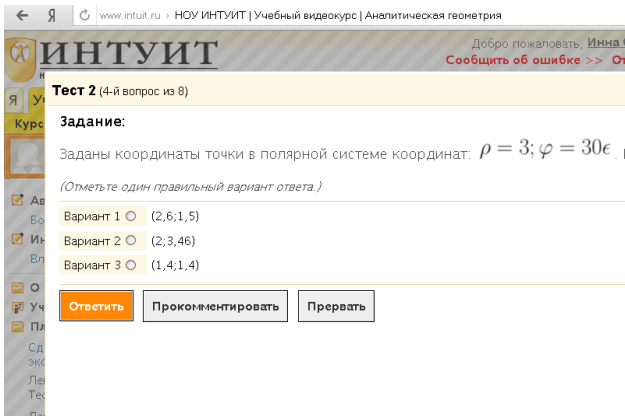 Я www.intuit.ru > НОУ ИНТУИТ | Учебный видеокурс | Аналитическая геометрия
ИНТУИТ
Добро пожаловать, Инна
Сообщить об ошибке >>
Тест 2 (4-й вопрос из 8)
Я
Курс
Задание:
Заданы координаты точки в полярной системе координат: ρ = 3; φ = 30ϵ .
(Отметьте один правильный вариант ответа.)
Вариант 1 (2,6;1,5)
Вариант 2 (2;3,46)
Вариант 3 (1,4;1,4)
Ответить Прокомментировать Прервать